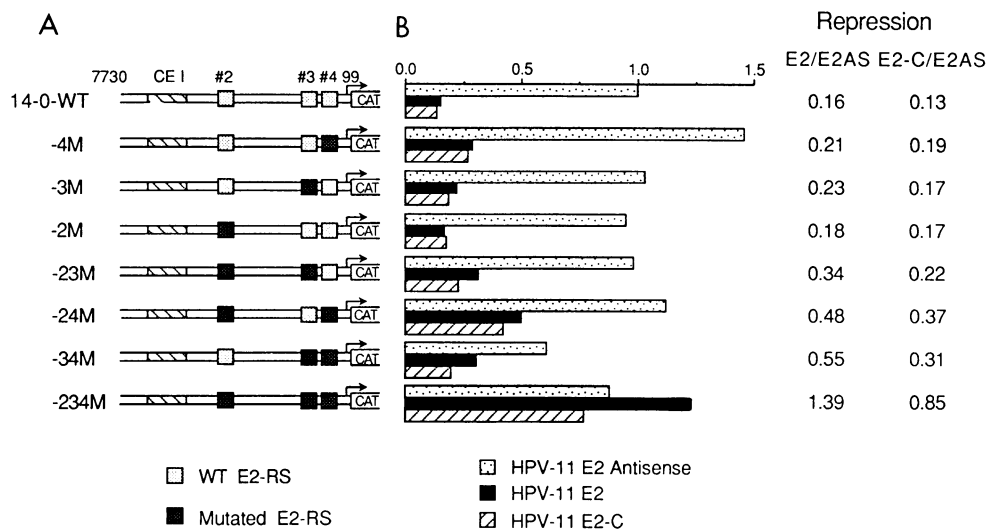 A
B
Repression
7730 CE I #2 #3 #4 99
0.0 0.5 1.0 1.5
E2/E2AS E2-C/E2AS
14-0-WT CAT 0.16 0.13
-4M CAT 0.21 0.19
-3M CAT 0.23 0.17
-2M CAT 0.18 0.17
-23M CAT 0.34 0.22
-24M CAT 0.48 0.37
-34M CAT 0.55 0.31
-234M CAT 1.39 0.85
WT E2-RS
Mutated E2-RS
HPV-11 E2 Antisense
HPV-11 E2
HPV-11 E2-C